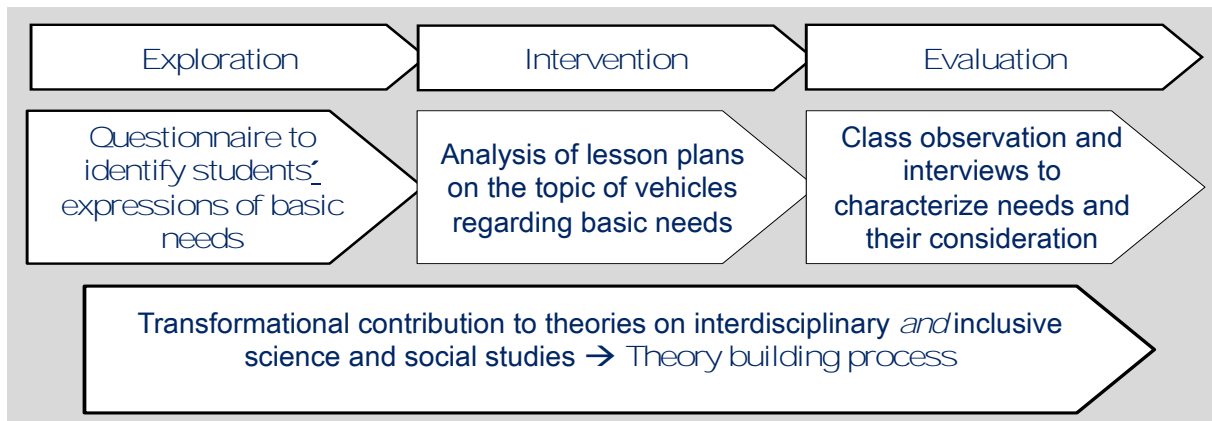 Exploration
Intervention
Evaluation
Questionnaire to
identify students´
expressions of basic
needs
Analysis of lesson plans
on the topic of vehicles
regarding basic needs
Class observation and
interviews to
characterize needs and
their consideration
Transformational contribution to theories on interdisciplinary and inclusive
science and social studies → Theory building process